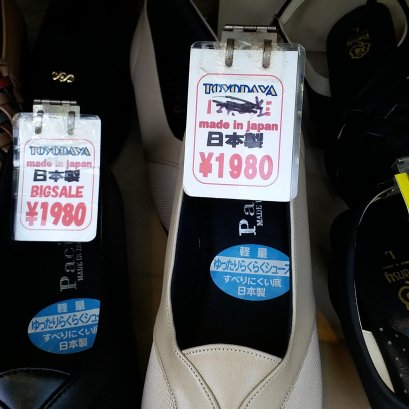 TOYODAYA
made in japan
日本製
BIGSALE
¥1980
TOYODAYA
made in japan
日本製
¥1980
軽量
ゆったりらくらくシューズ
すべりにくい底
日本製
軽量
ゆったりらくらくシューズ
すべりにくい底
日本製